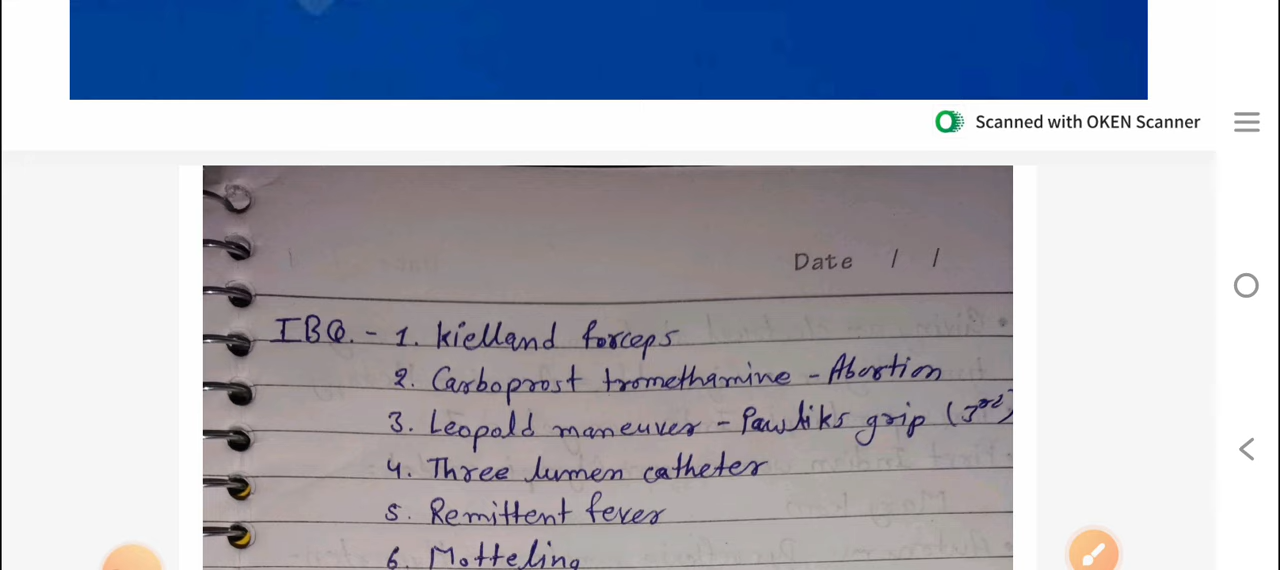 Scanned with OKEN Scanner
Date / /
IBQ. - 1. Kielland forceps
2. Carboprost tromethamine - Abortion
3. Leopold maneuver - Pawliks grip (3rd)
4. Three lumen catheter
5. Remittent fever
6. Motteling